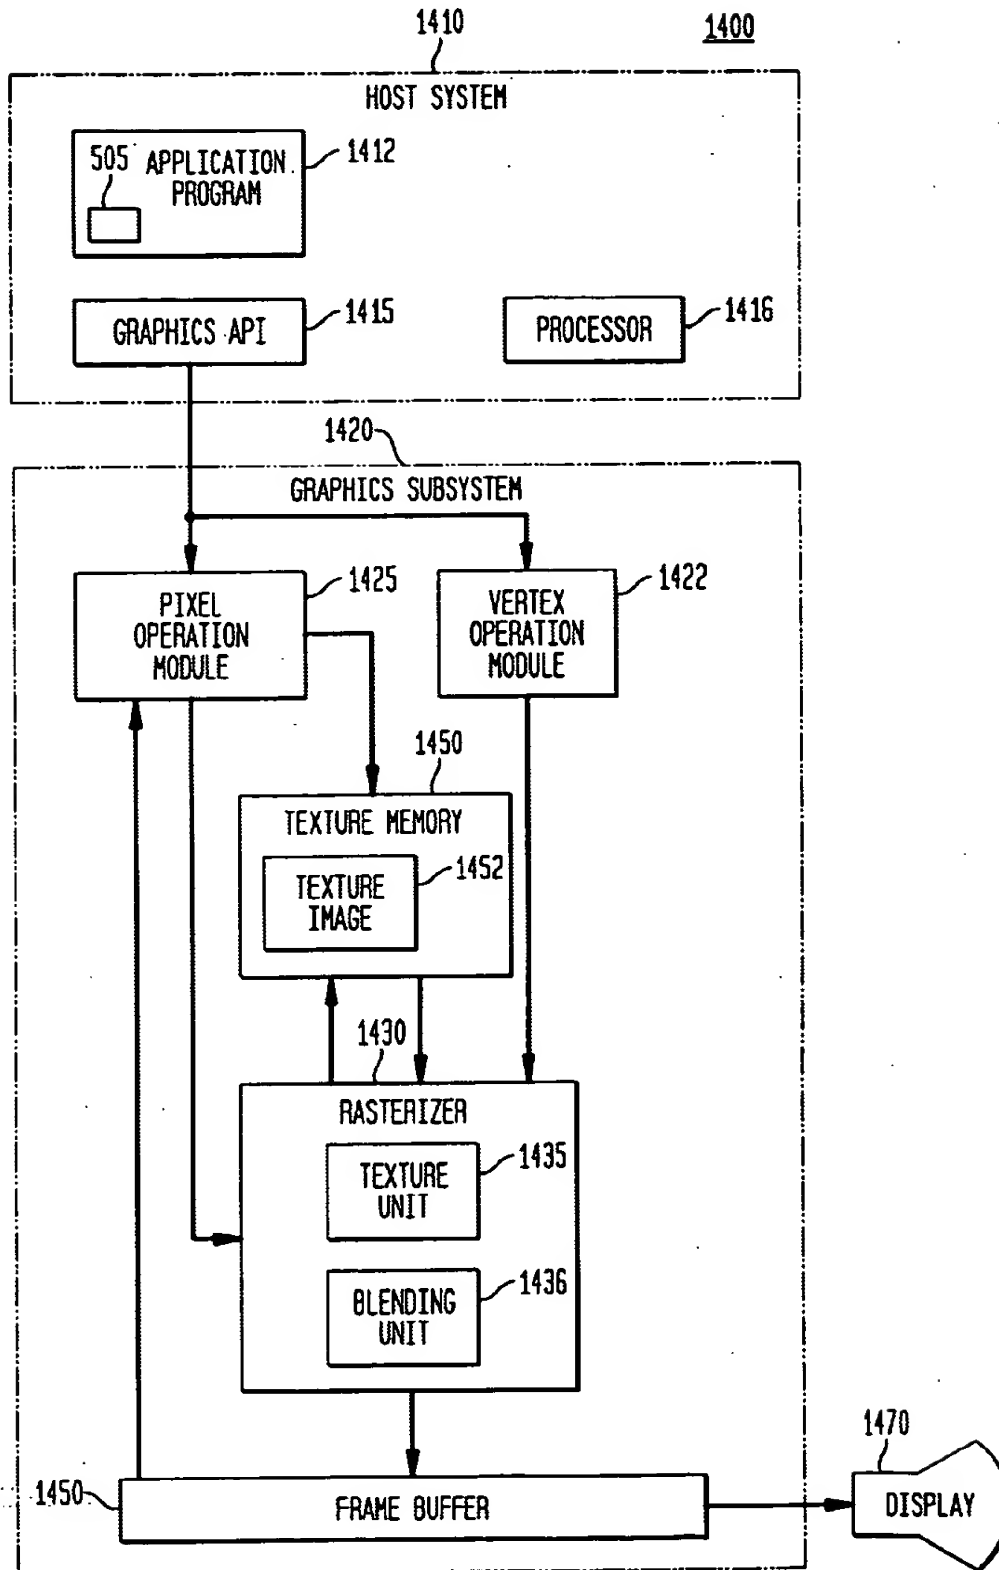 1410
1400
HOST SYSTEM
505
APPLICATION
PROGRAM
1412
GRAPHICS API
1415
PROCESSOR
1416
1420
GRAPHICS SUBSYSTEM
PIXEL
OPERATION
MODULE
1425
VERTEX
OPERATION
MODULE
1422
1450
TEXTURE MEMORY
TEXTURE
IMAGE
1452
1430
RASTERIZER
TEXTURE
UNIT
1435
BLENDING
UNIT
1436
1450
FRAME BUFFER
1470
DISPLAY